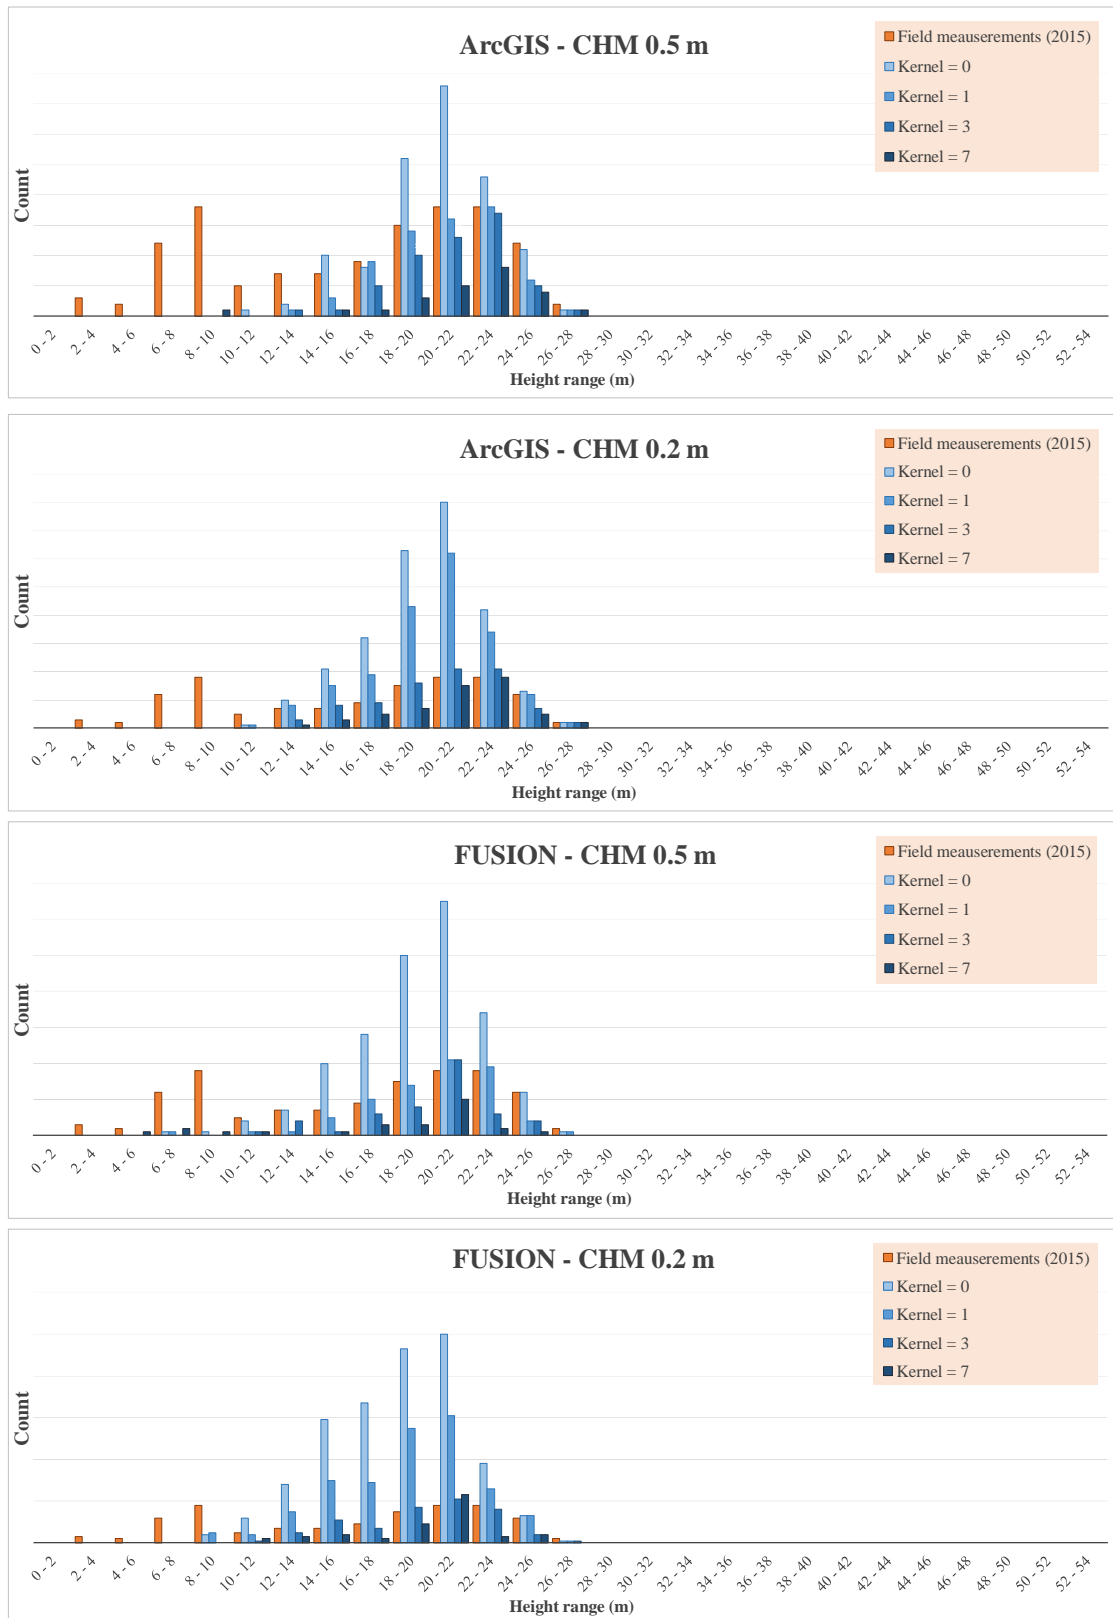 ArcGIS - CHM 0.5 m
Field meauserements (2015)
Kernel = 0
Kernel = 1
Kernel = 3
Kernel = 7
Count
0 - 2
2 - 4
4 - 6
6 - 8
8 - 10
10 - 12
12 - 14
14 - 16
16 - 18
18 - 20
20 - 22
22 - 24
24 - 26
26 - 28
28 - 30
30 - 32
32 - 34
34 - 36
36 - 38
38 - 40
40 - 42
42 - 44
44 - 46
46 - 48
48 - 50
50 - 52
52 - 54
Height range (m)
ArcGIS - CHM 0.2 m
Field meauserements (2015)
Kernel = 0
Kernel = 1
Kernel = 3
Kernel = 7
Count
0 - 2
2 - 4
4 - 6
6 - 8
8 - 10
10 - 12
12 - 14
14 - 16
16 - 18
18 - 20
20 - 22
22 - 24
24 - 26
26 - 28
28 - 30
30 - 32
32 - 34
34 - 36
36 - 38
38 - 40
40 - 42
42 - 44
44 - 46
46 - 48
48 - 50
50 - 52
52 - 54
Height range (m)
FUSION - CHM 0.5 m
Field meauserements (2015)
Kernel = 0
Kernel = 1
Kernel = 3
Kernel = 7
Count
0 - 2
2 - 4
4 - 6
6 - 8
8 - 10
10 - 12
12 - 14
14 - 16
16 - 18
18 - 20
20 - 22
22 - 24
24 - 26
26 - 28
28 - 30
30 - 32
32 - 34
34 - 36
36 - 38
38 - 40
40 - 42
42 - 44
44 - 46
46 - 48
48 - 50
50 - 52
52 - 54
Height range (m)
FUSION - CHM 0.2 m
Field meauserements (2015)
Kernel = 0
Kernel = 1
Kernel = 3
Kernel = 7
Count
0 - 2
2 - 4
4 - 6
6 - 8
8 - 10
10 - 12
12 - 14
14 - 16
16 - 18
18 - 20
20 - 22
22 - 24
24 - 26
26 - 28
28 - 30
30 - 32
32 - 34
34 - 36
36 - 38
38 - 40
40 - 42
42 - 44
44 - 46
46 - 48
48 - 50
50 - 52
52 - 54
Height range (m)